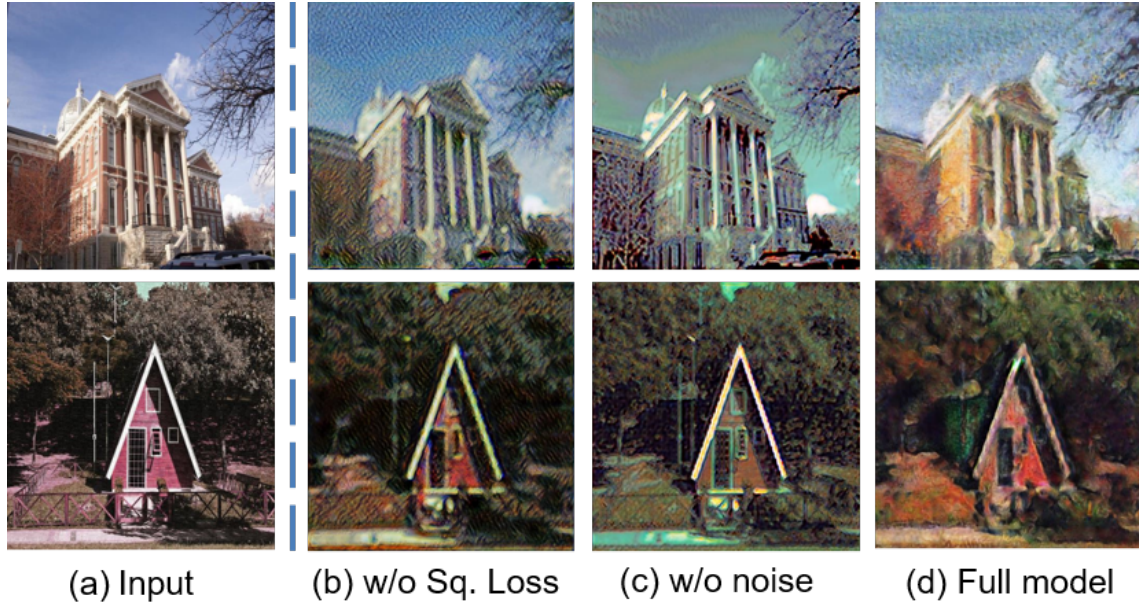 (a) Input
(b) w/o Sq. Loss
(c) w/o noise
(d) Full model